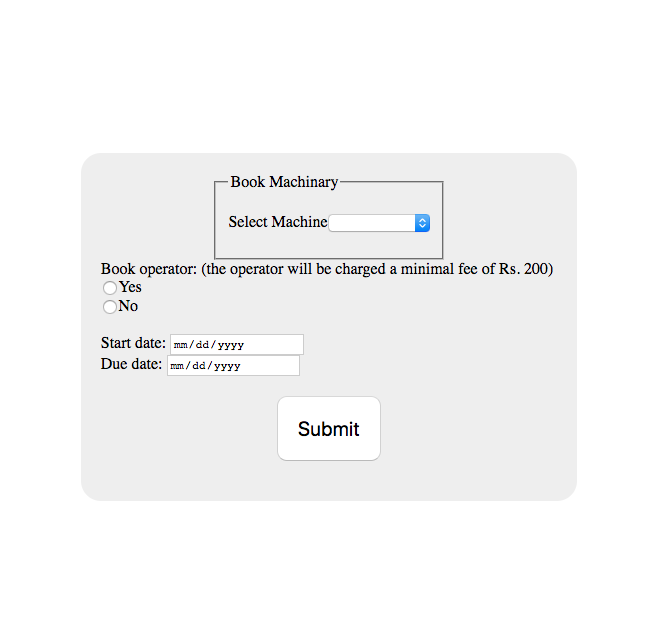 Book Machinary
Select Machine
Book operator: (the operator will be charged a minimal fee of Rs. 200)
Yes
No
Start date: mm/dd/yyyy
Due date: mm/dd/yyyy
Submit